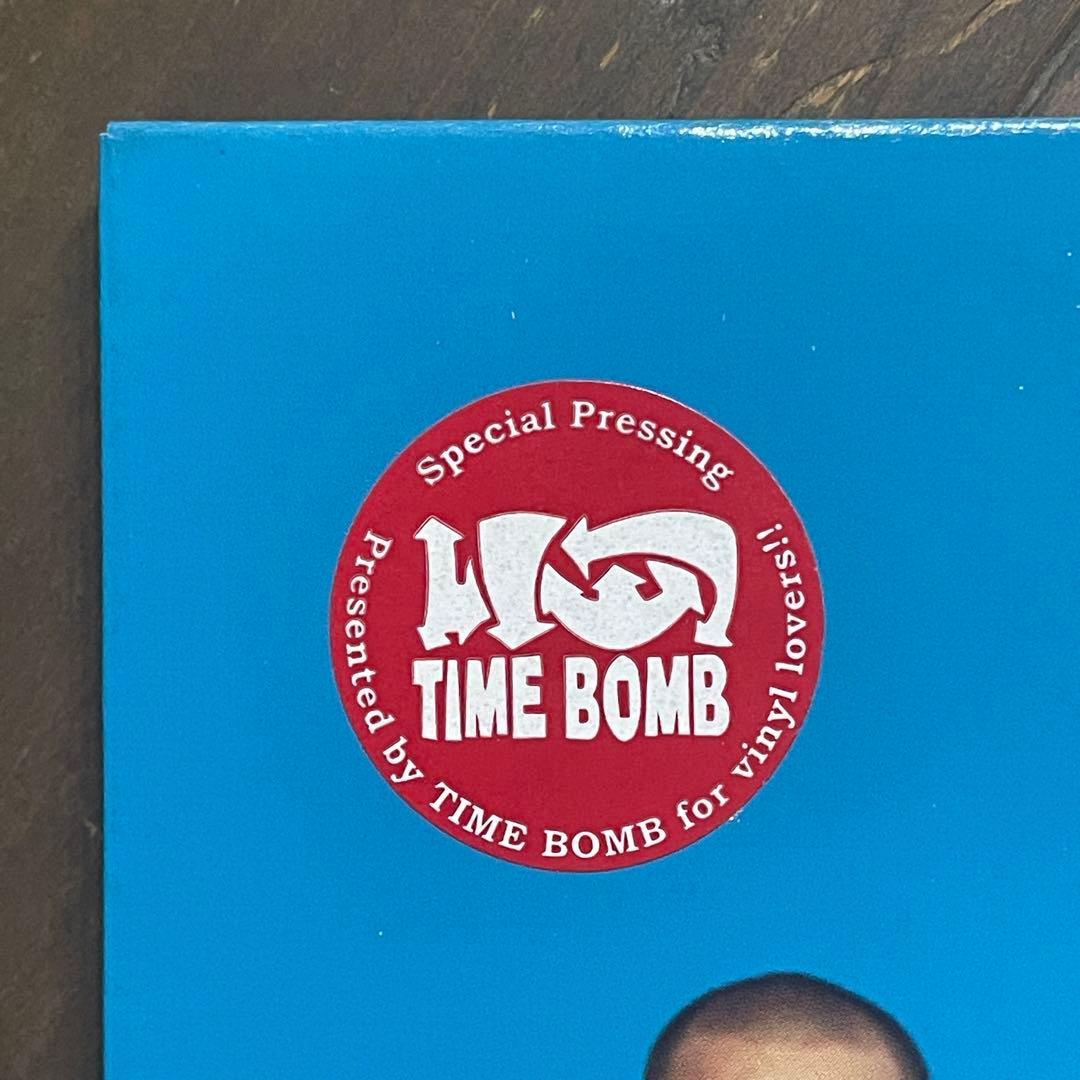 Special Pressing
TIME BOMB
Presented by TIME BOMB for vinyl lovers!!